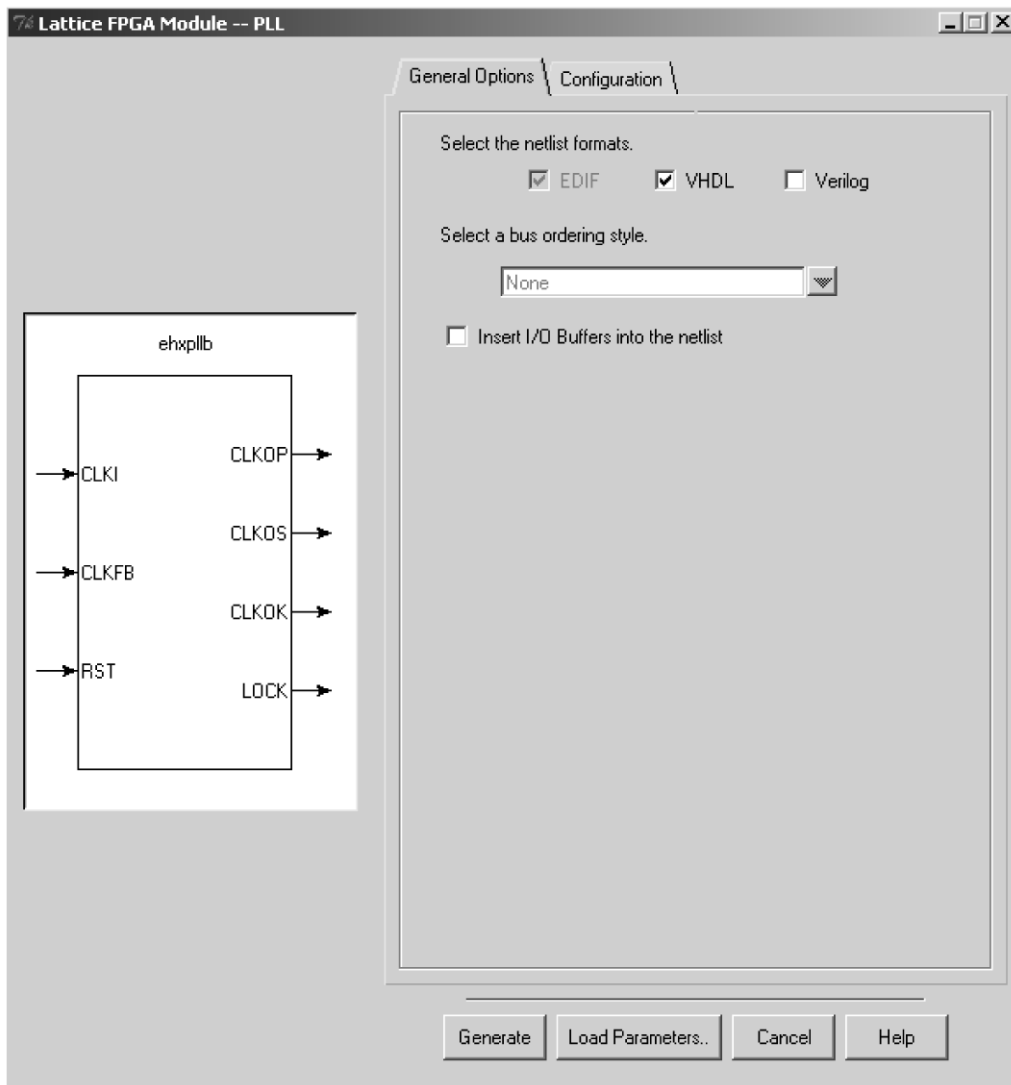 Lattice FPGA Module -- PLL
General Options
Configuration
Select the netlist formats.
EDIF
VHDL
Verilog
Select a bus ordering style.
None
Insert I/O Buffers into the netlist
ehxpllb
CLKI
CLKFB
RST
CLKOP
CLKOS
CLKOK
LOCK
Generate
Load Parameters..
Cancel
Help